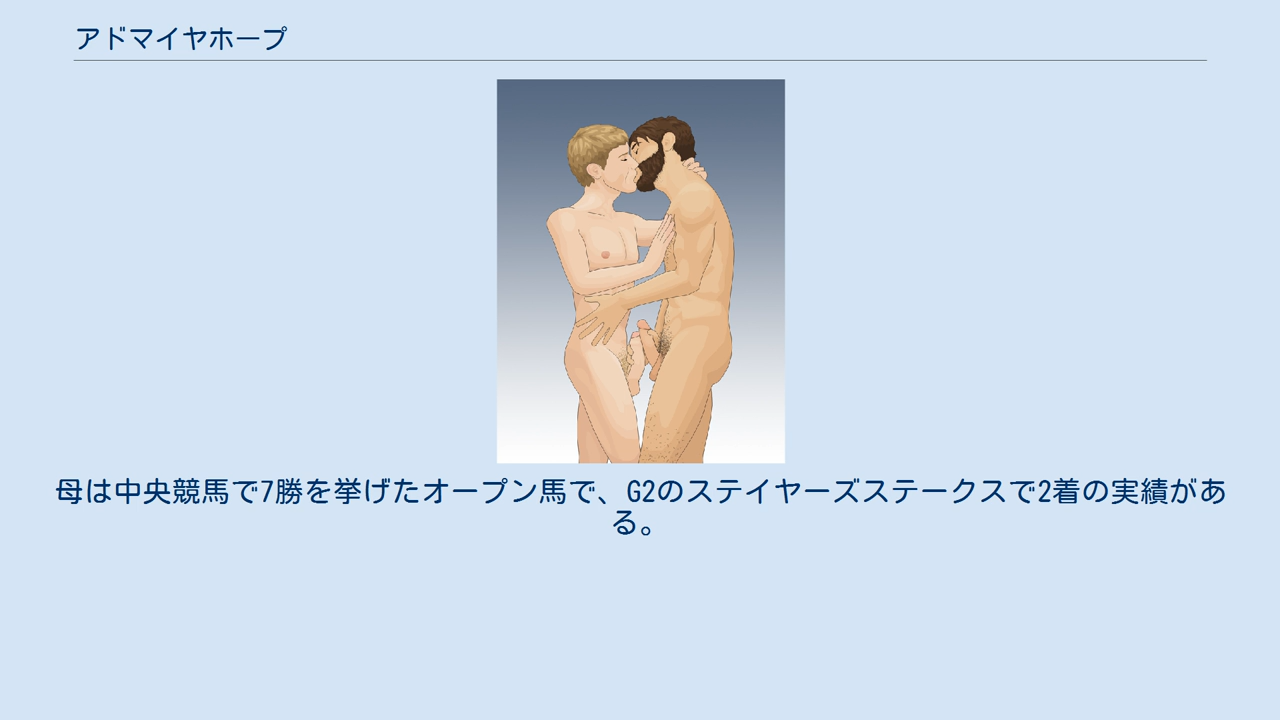 アドマイヤホープ
母は中央競馬で7勝を挙げたオープン馬で、G2のステイヤーズステークスで2着の実績があ
る。